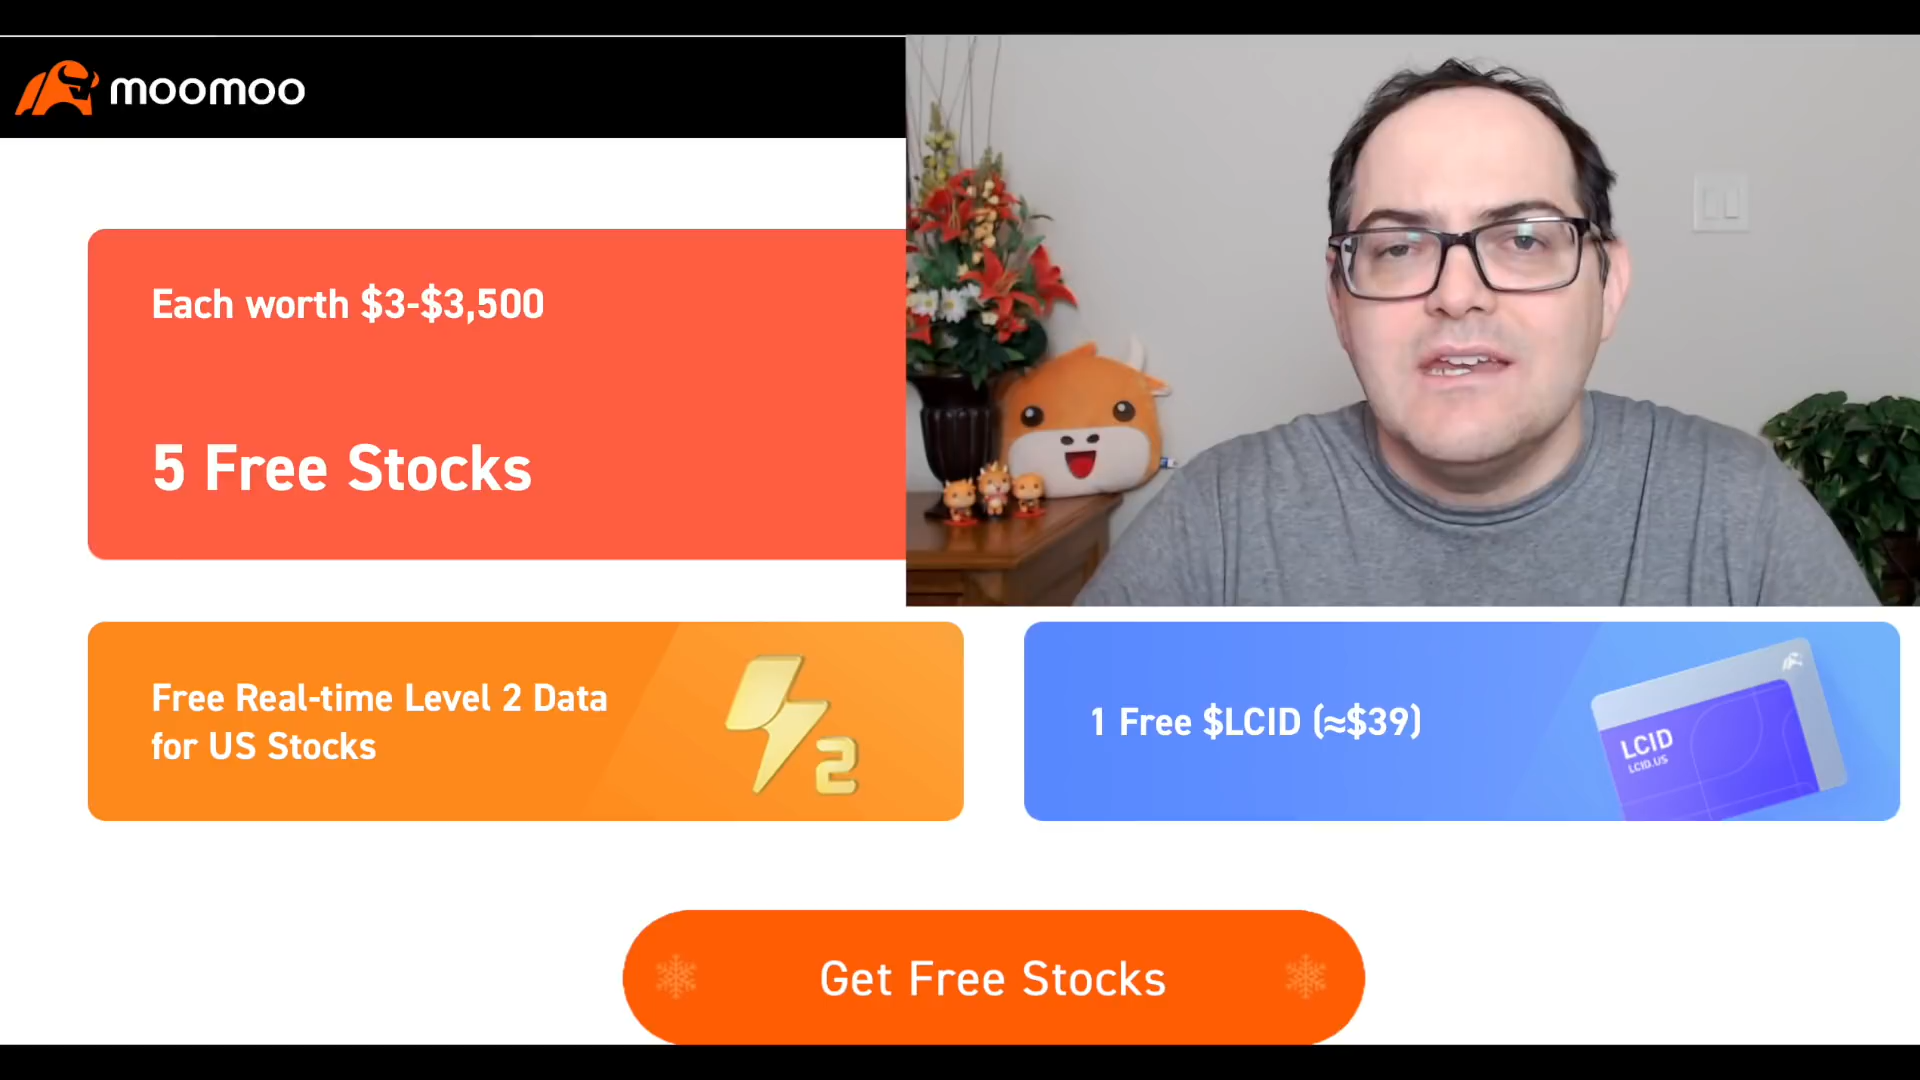 moomoo
Each worth $3-$3,500
5 Free Stocks
Free Real-time Level 2 Data
for US Stocks
2
1 Free $LCID (≈$39)
LCID
LCID.US
Get Free Stocks